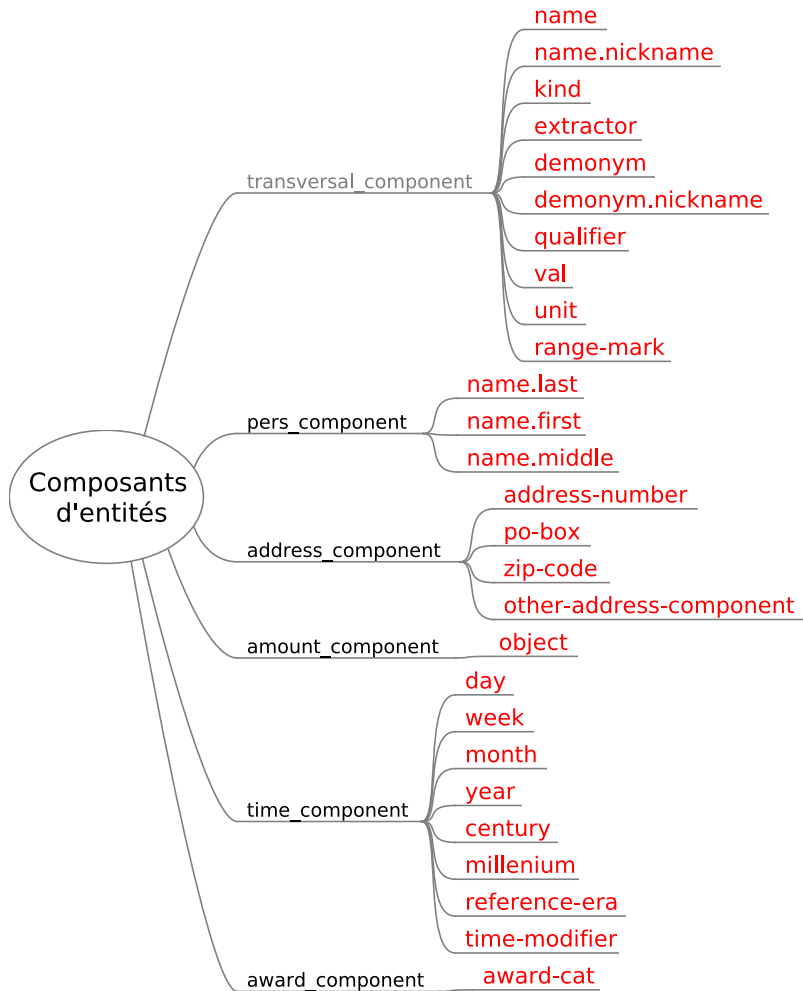 Composants
d'entités
transversal_component
name
name.nickname
kind
extractor
demonym
demonym.nickname
qualifier
val
unit
range-mark
pers_component
name.last
name.first
name.middle
address_component
address-number
po-box
zip-code
other-address-component
amount_component
object
time_component
day
week
month
year
century
millenium
reference-era
time-modifier
award_component
award-cat